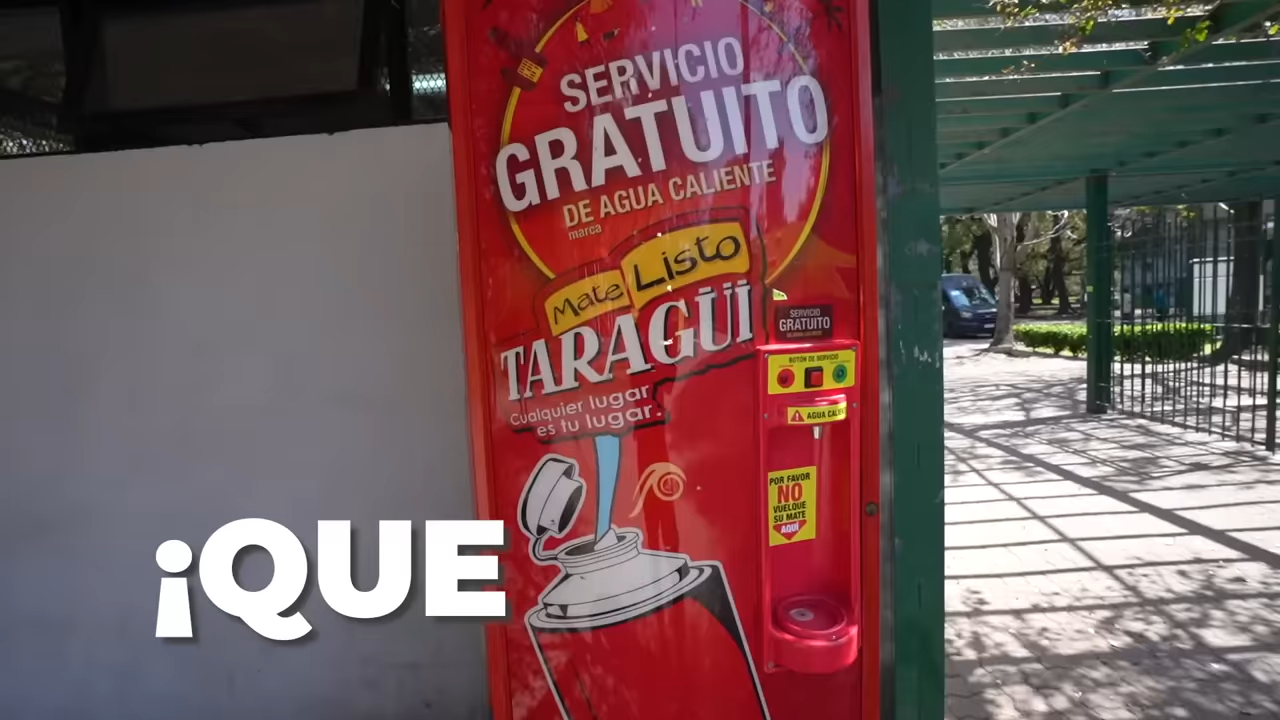 SERVICIO
GRATUITO
DE AGUA CALIENTE
marca
Mate Listo
TARAGÜI
Cualquier lugar
es tu lugar.
SERVICIO
GRATUITO
BOTÓN DE SERVICIO
AGUA CALIE
POR FAVOR
NO
VUELQUE
SU MATE
AQUÍ
¡QUE